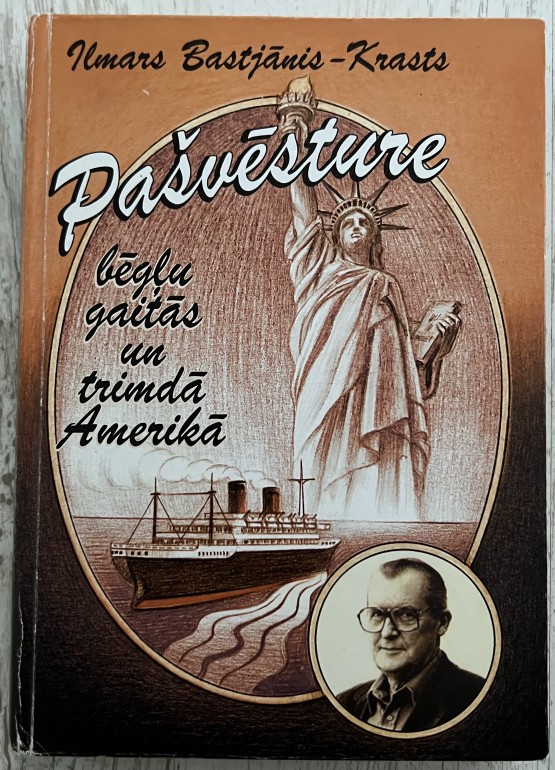 Ilmars Bastjānis-Krasts
Pašvēsture
bēgļu
gaitās
un
trimdā
Amerikā